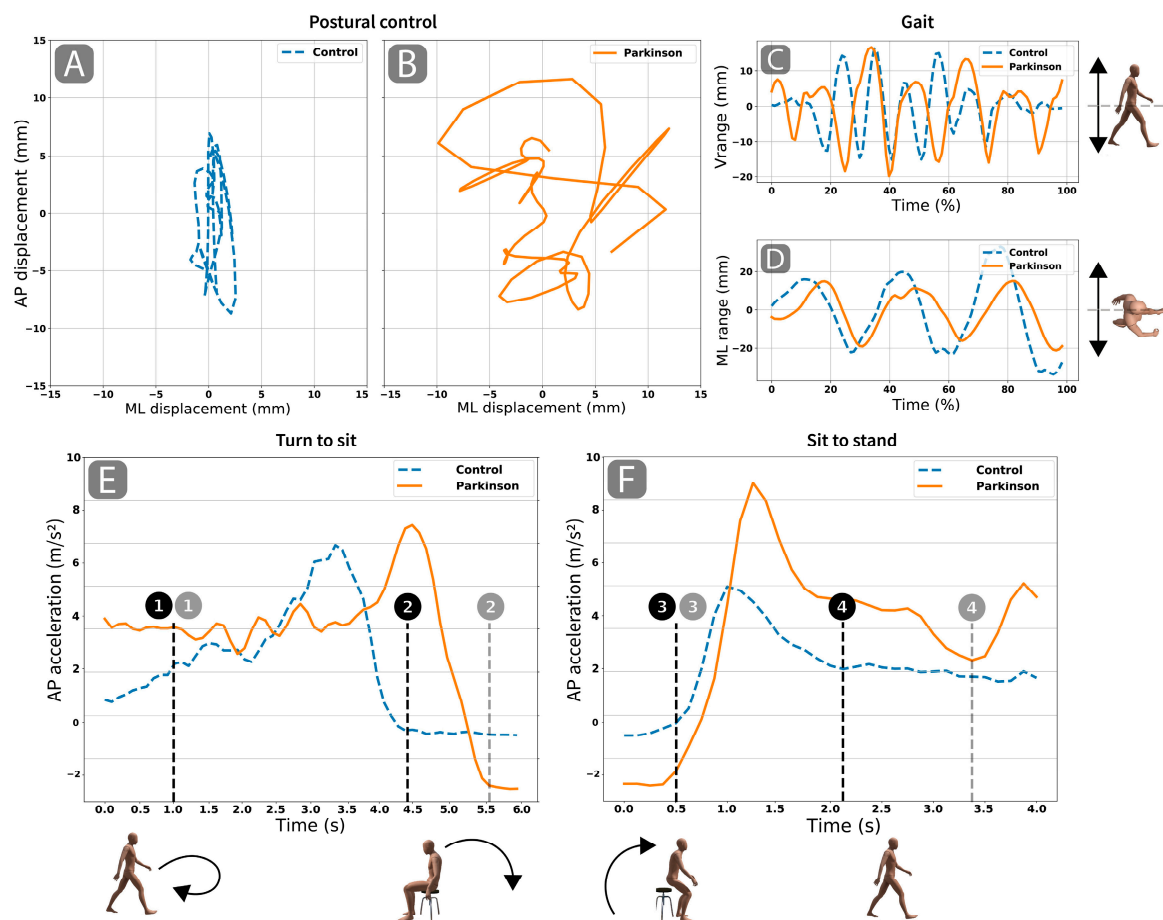 Postural control
Gait
A
Control
B
Parkinson
AP displacement (mm)
15
10
5
0
−5
−10
−15
−15 −10 −5 0 5 10 15
−15 −10 −5 0 5 10 15
ML displacement (mm)
ML displacement (mm)
C
Control
Parkinson
Vrange (mm)
10
0
−10
−20
0 20 40 60 80 100
Time (%)
D
Control
Parkinson
ML range (mm)
20
0
−20
0 20 40 60 80 100
Time (%)
Turn to sit
E
Control
Parkinson
AP acceleration (m/s²)
10
8
6
4
2
0
−2
1 1 2 2
0.0 0.5 1.0 1.5 2.0 2.5 3.0 3.5 4.0 4.5 5.0 5.5 6.0
Time (s)
Sit to stand
F
Control
Parkinson
AP acceleration (m/s²)
10
8
6
4
2
0
−2
3 3 4 4
0.0 0.5 1.0 1.5 2.0 2.5 3.0 3.5 4.0
Time (s)